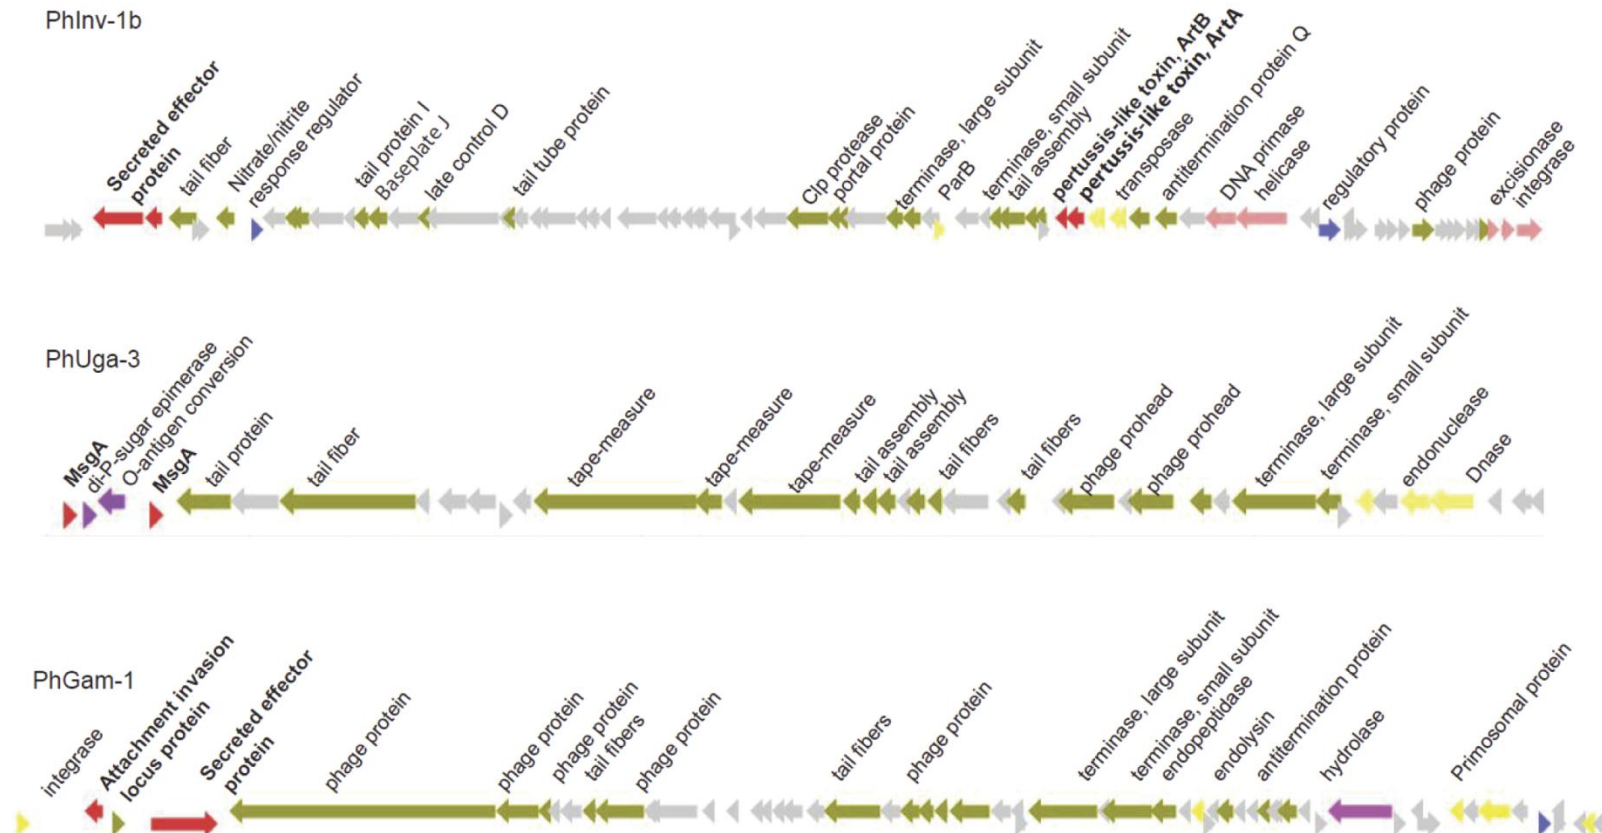 PhInv-1b
Secreted effector
protein
tail fiber
Nitrate/nitrite
response regulator
tail protein I
Baseplate J
late control D
tail tube protein
Clp protease
portal protein
terminase, large subunit
ParB
terminase, small subunit
tail assembly
pertussis-like toxin, ArtB
pertussis-like toxin, ArtA
transposase
antitermination protein Q
DNA primase
helicase
regulatory protein
phage protein
excisionase
integrase
PhUga-3
MsgA
di-P-sugar epimerase
O-antigen conversion
MsgA
tail protein
tail fiber
tape-measure
tape-measure
tape-measure
tail assembly
tail assembly
tail fibers
tail fibers
phage prohead
phage prohead
terminase, large subunit
terminase, small subunit
endonuclease
Dnase
PhGam-1
integrase
Attachment invasion
locus protein
Secreted effector
protein
phage protein
phage protein
phage protein
tail fibers
phage protein
tail fibers
phage protein
terminase, large subunit
terminase, small subunit
endopeptidase
endolysin
antitermination protein
hydrolase
Primosomal protein